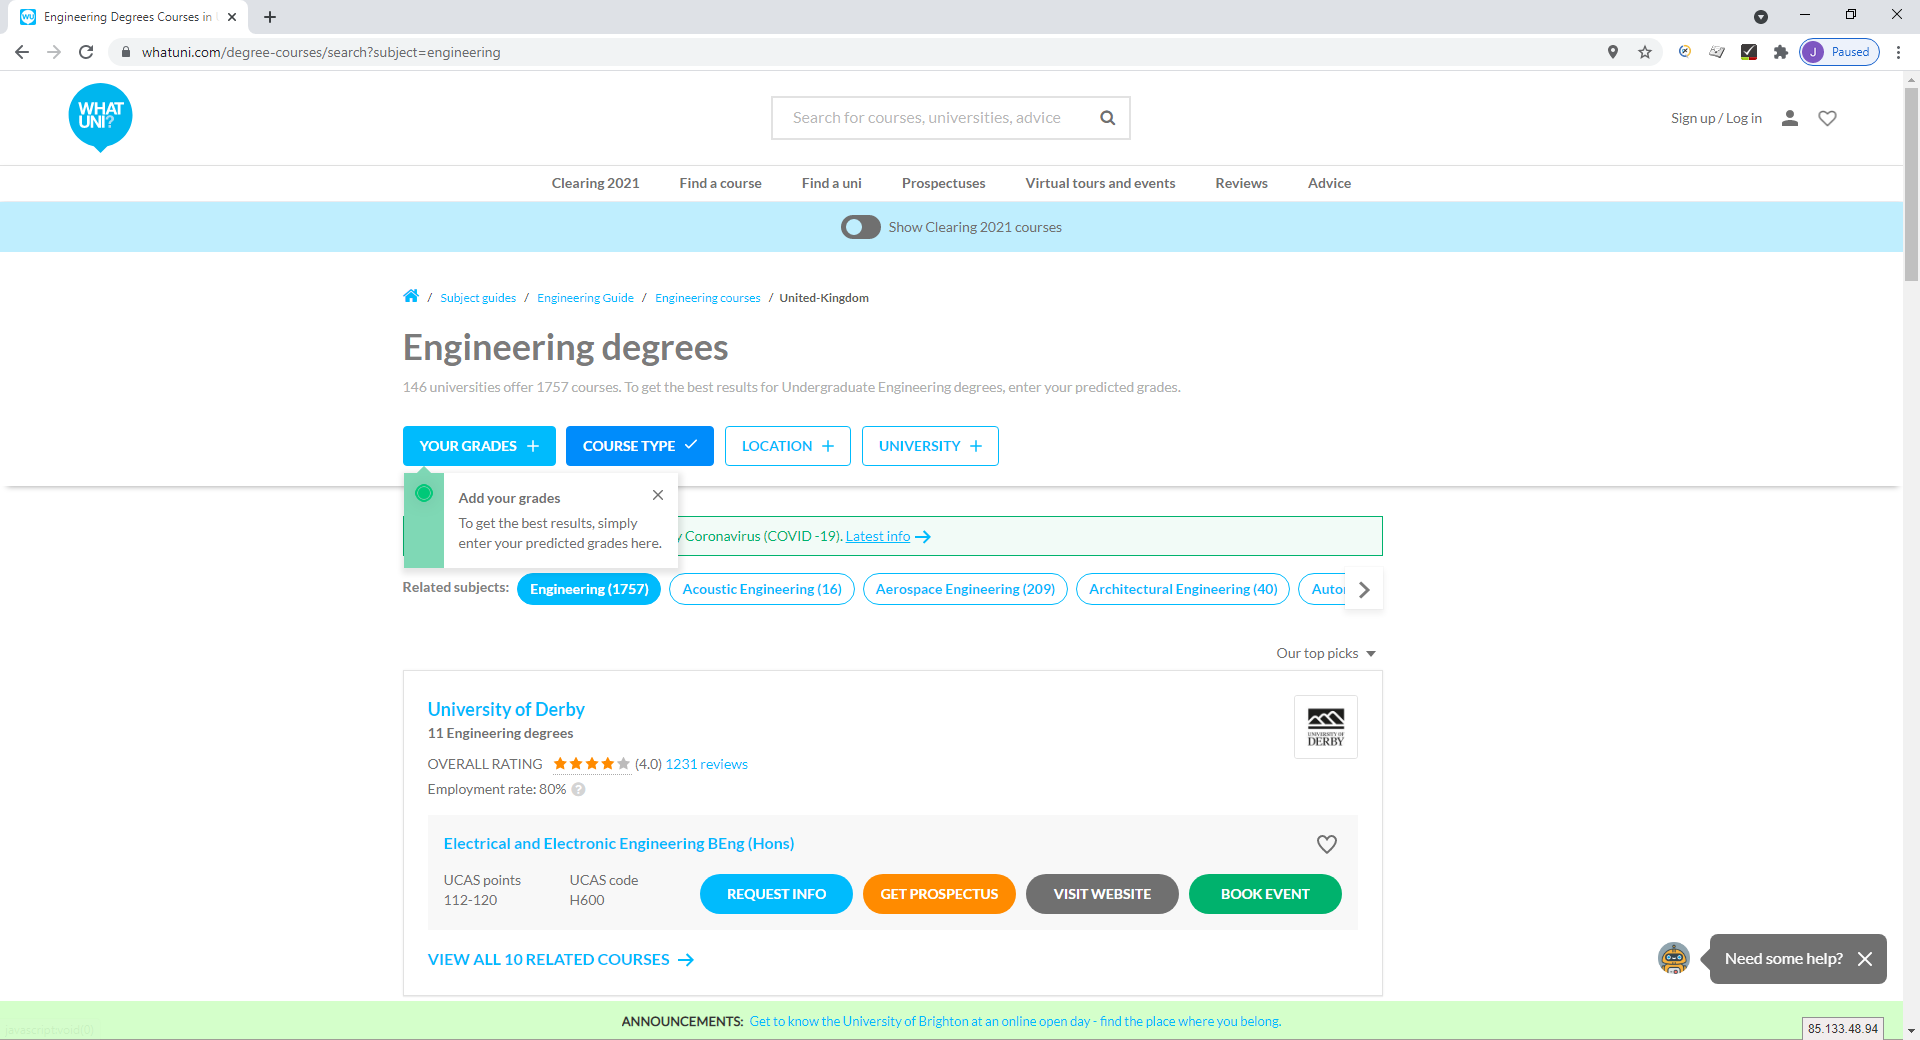 Engineering Degrees Courses in
whatuni.com/degree-courses/search?subject=engineering
J Paused
WHAT
UNI?
Search for courses, universities, advice
Sign up / Log in
Clearing 2021 Find a course Find a uni Prospectuses Virtual tours and events Reviews Advice
Show Clearing 2021 courses
/ Subject guides / Engineering Guide / Engineering courses / United-Kingdom
Engineering degrees
146 universities offer 1757 courses. To get the best results for Undergraduate Engineering degrees, enter your predicted grades.
YOUR GRADES + COURSE TYPE LOCATION + UNIVERSITY +
Add your grades
To get the best results, simply
enter your predicted grades here.
y Coronavirus (COVID -19). Latest info
Related subjects: Engineering (1757) Acoustic Engineering (16) Aerospace Engineering (209) Architectural Engineering (40) Auto
Our top picks
University of Derby
11 Engineering degrees
UNIVERSITY OF
DERBY
OVERALL RATING (4.0) 1231 reviews
Employment rate: 80% ?
Electrical and Electronic Engineering BEng (Hons)
UCAS points UCAS code
112-120 H600
REQUEST INFO GET PROSPECTUS VISIT WEBSITE BOOK EVENT
VIEW ALL 10 RELATED COURSES
Need some help?
ANNOUNCEMENTS: Get to know the University of Brighton at an online open day - find the place where you belong.
javascript:void(0)
85.133.48.94